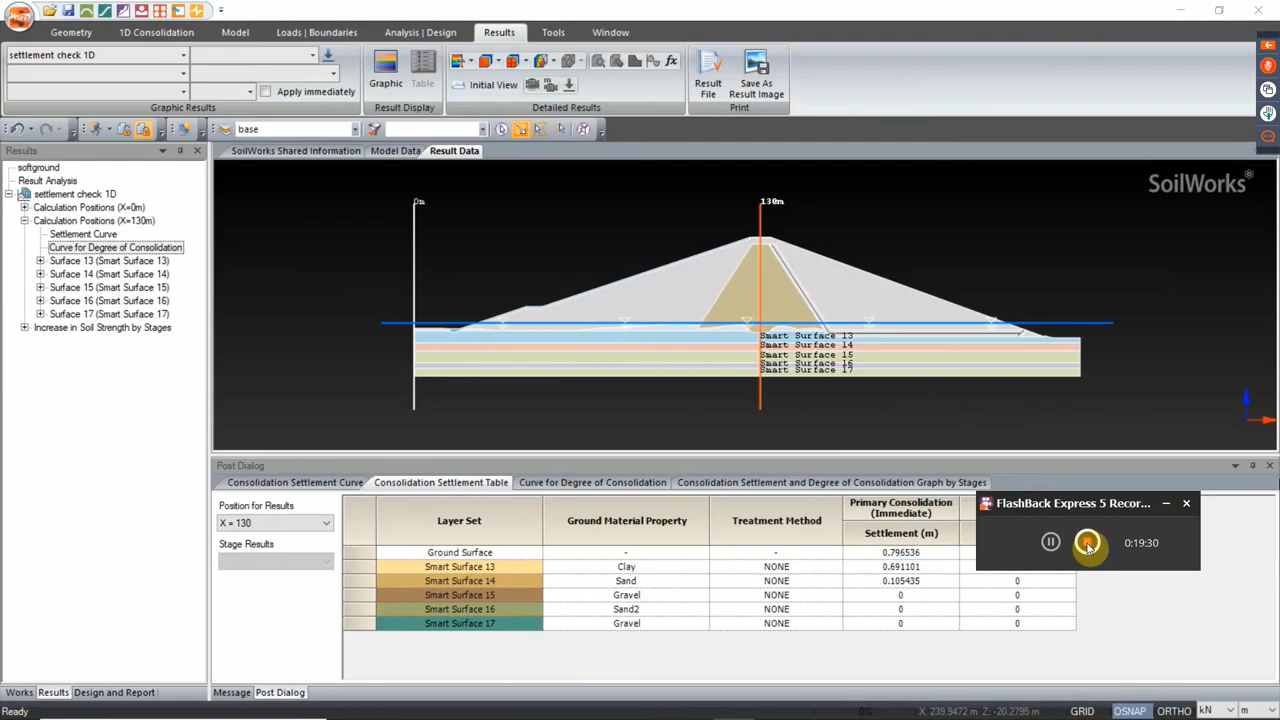 Geometry 1D Consolidation Model Loads | Boundaries Analysis | Design Results Tools Window
settlement check 1D
Apply immediately
Graphic Results
Graphic Table
Result Display
Initial View
Detailed Results
Result File
Save As Result Image
Print
base
Results
SoilWorks Shared Information Model Data Result Data
softground
Result Analysis
settlement check 1D
Calculation Positions (X=0m)
Calculation Positions (X=130m)
Settlement Curve
Curve for Degree of Consolidation
Surface 13 (Smart Surface 13)
Surface 14 (Smart Surface 14)
Surface 15 (Smart Surface 15)
Surface 16 (Smart Surface 16)
Surface 17 (Smart Surface 17)
Increase in Soil Strength by Stages
SoilWorks
0m
130m
Smart Surface 13
Smart Surface 14
Smart Surface 15
Smart Surface 16
Smart Surface 17
Post Dialog
Consolidation Settlement Curve Consolidation Settlement Table Curve for Degree of Consolidation Consolidation Settlement and Degree of Consolidation Graph by Stages
Position for Results
X = 130
Stage Results
Layer Set Ground Material Property Treatment Method Primary Consolidation (Immediate)
Settlement (m)
Ground Surface - - 0.796536
Smart Surface 13 Clay NONE 0.691101
Smart Surface 14 Sand NONE 0.105435 0
Smart Surface 15 Gravel NONE 0 0
Smart Surface 16 Sand2 NONE 0 0
Smart Surface 17 Gravel NONE 0 0
FlashBack Express 5 Recor...
0:19:30
Works Results Design and Report Message Post Dialog
Ready 0% X: 239.9472 Z: -20.2795 GRID OSNAP ORTHO kN m